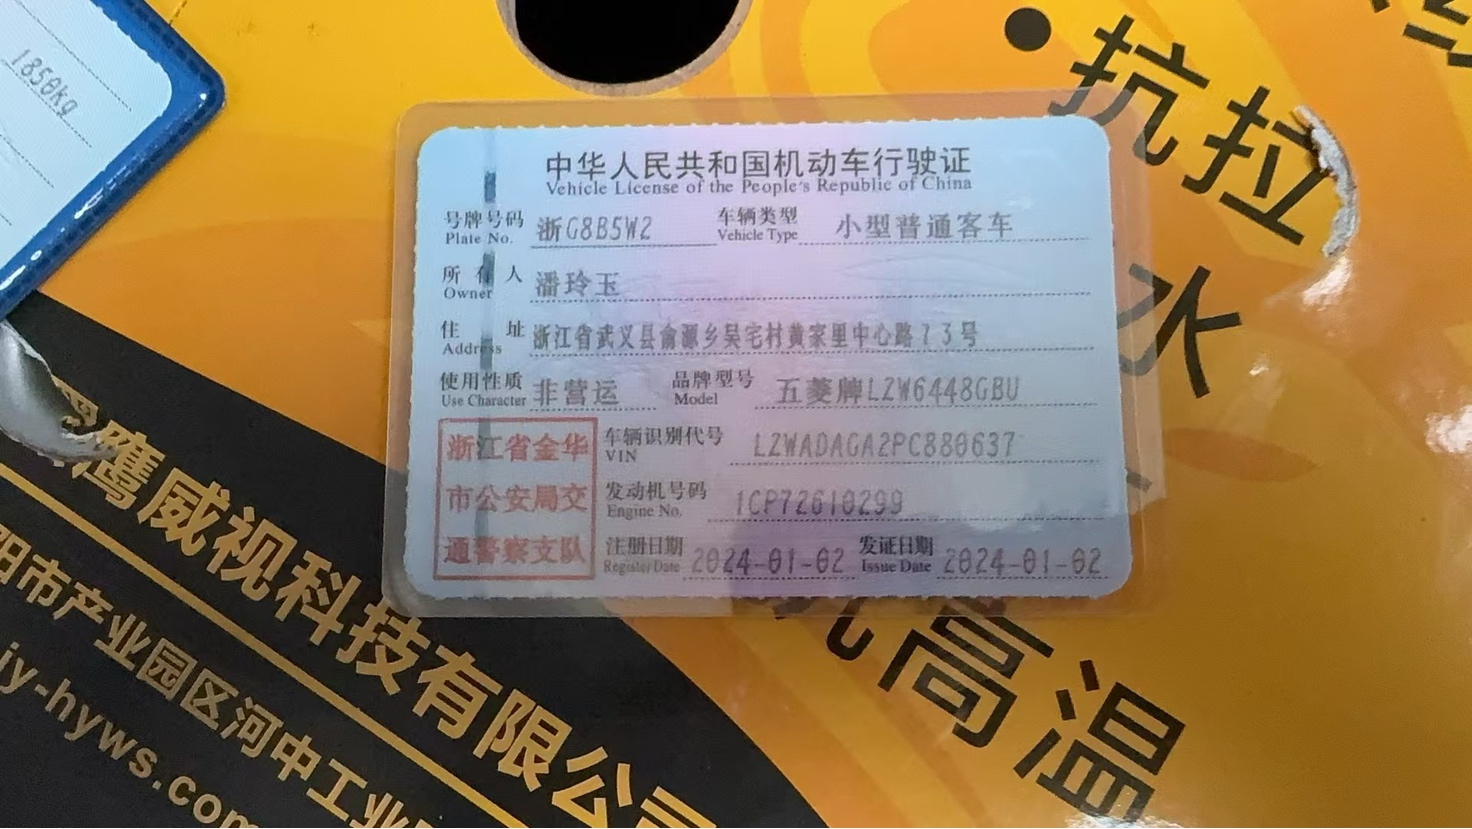 1850kg
中华人民共和国机动车行驶证
Vehicle License of the People's Republic of China
号牌号码 浙G8B5W2 车辆类型 小型普通客车
Plate No. Vehicle Type
所有人 潘玲玉
Owner
住址 浙江省武义县俞源乡吴宅村黄家里中心路73号
Address
使用性质 非营运 品牌型号 五菱牌LZW6448GBU
Use Character Model
浙江省金华
市公安局交
通警察支队
车辆识别代号 LZWADAGA2PC880637
VIN
发动机号码 1CP72610299
Engine No.
注册日期 2024-01-02 发证日期 2024-01-02
Register Date Issue Date
抗拉
水
高温
鹰威视科技有限公司
阳市产业园区河中工业
jy-hyws.com